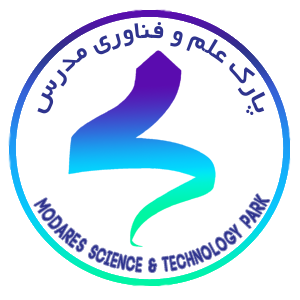 پارک علم و فناوری مدرس
MODARES SCIENCE & TECHNOLOGY PARK